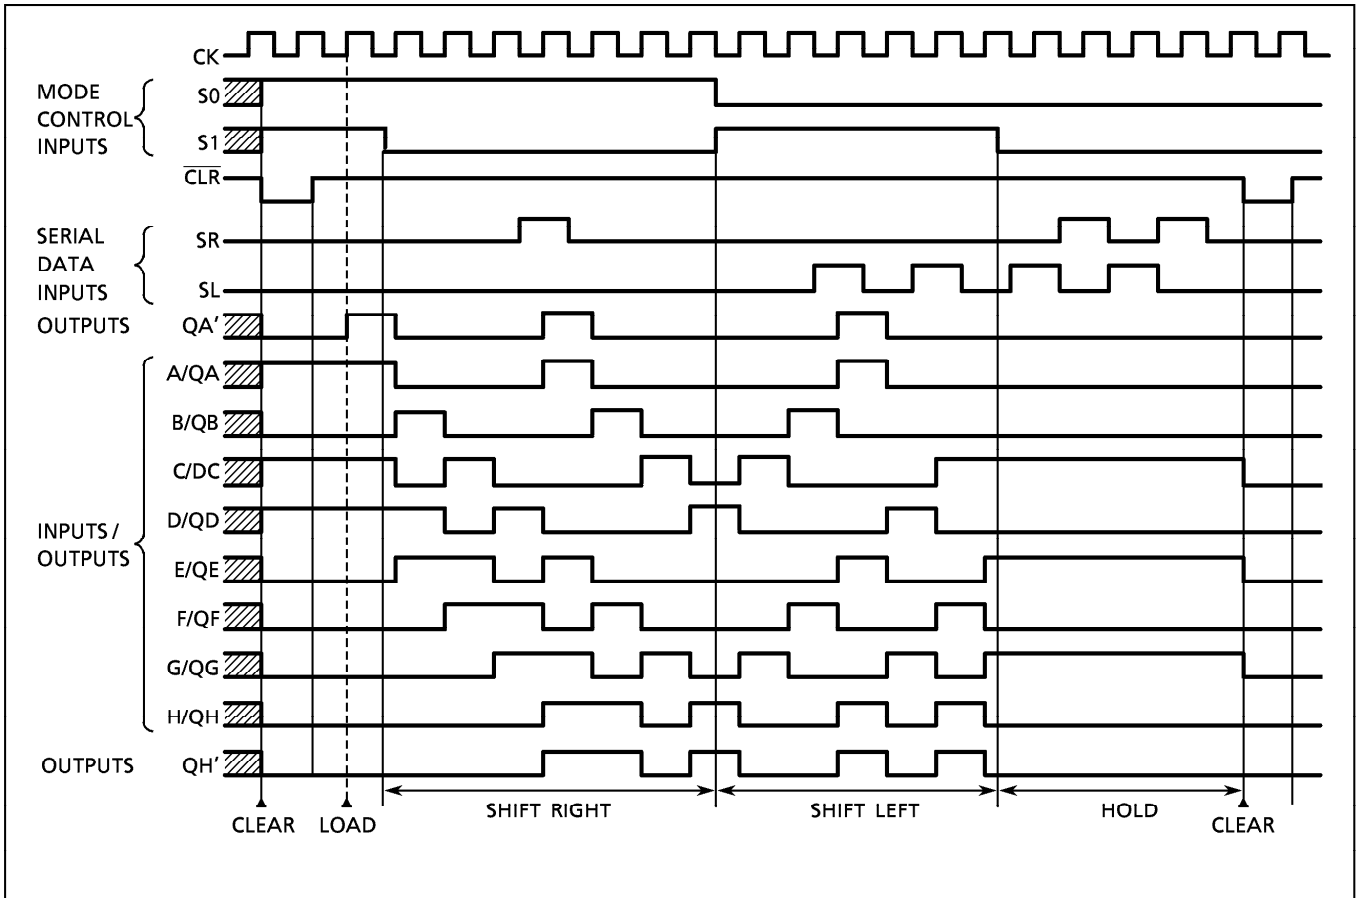 CK
MODE
CONTROL
INPUTS
S0
S1
CLR
SERIAL
DATA
INPUTS
SR
SL
OUTPUTS QA′
A/QA
B/QB
C/DC
D/QD
INPUTS /
OUTPUTS
E/QE
F/QF
G/QG
H/QH
OUTPUTS QH′
SHIFT RIGHT SHIFT LEFT HOLD
CLEAR LOAD CLEAR